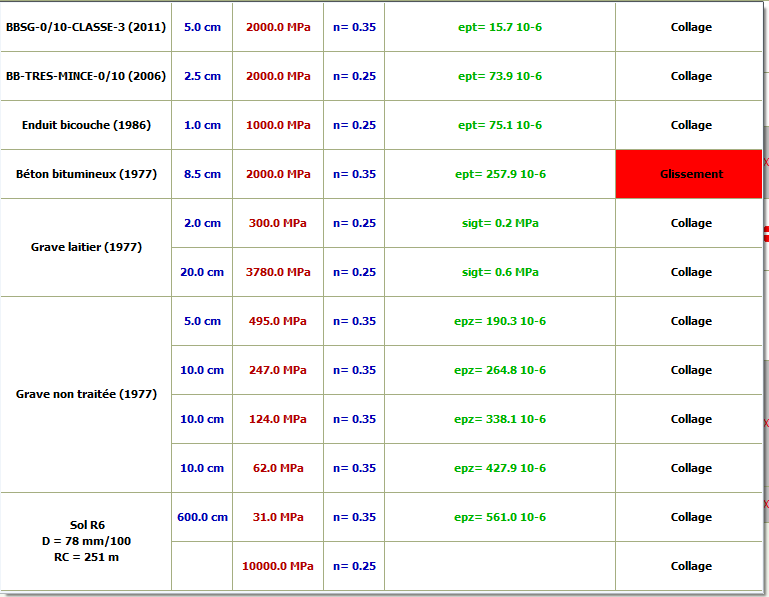 BBSG-0/10-CLASSE-3 (2011) 5.0 cm 2000.0 MPa n= 0.35 ept= 15.7 10-6 Collage
BB-TRES-MINCE-0/10 (2006) 2.5 cm 2000.0 MPa n= 0.25 ept= 73.9 10-6 Collage
Enduit bicouche (1986) 1.0 cm 1000.0 MPa n= 0.25 ept= 75.1 10-6 Collage
Béton bitumineux (1977) 8.5 cm 2000.0 MPa n= 0.35 ept= 257.9 10-6 Glissement
Grave laitier (1977)
2.0 cm 300.0 MPa n= 0.25 sigt= 0.2 MPa Collage
20.0 cm 3780.0 MPa n= 0.25 sigt= 0.6 MPa Collage
Grave non traitée (1977)
5.0 cm 495.0 MPa n= 0.35 epz= 190.3 10-6 Collage
10.0 cm 247.0 MPa n= 0.35 epz= 264.8 10-6 Collage
10.0 cm 124.0 MPa n= 0.35 epz= 338.1 10-6 Collage
10.0 cm 62.0 MPa n= 0.35 epz= 427.9 10-6 Collage
Sol R6
D = 78 mm/100
RC = 251 m
600.0 cm 31.0 MPa n= 0.35 epz= 561.0 10-6 Collage
10000.0 MPa n= 0.25 Collage